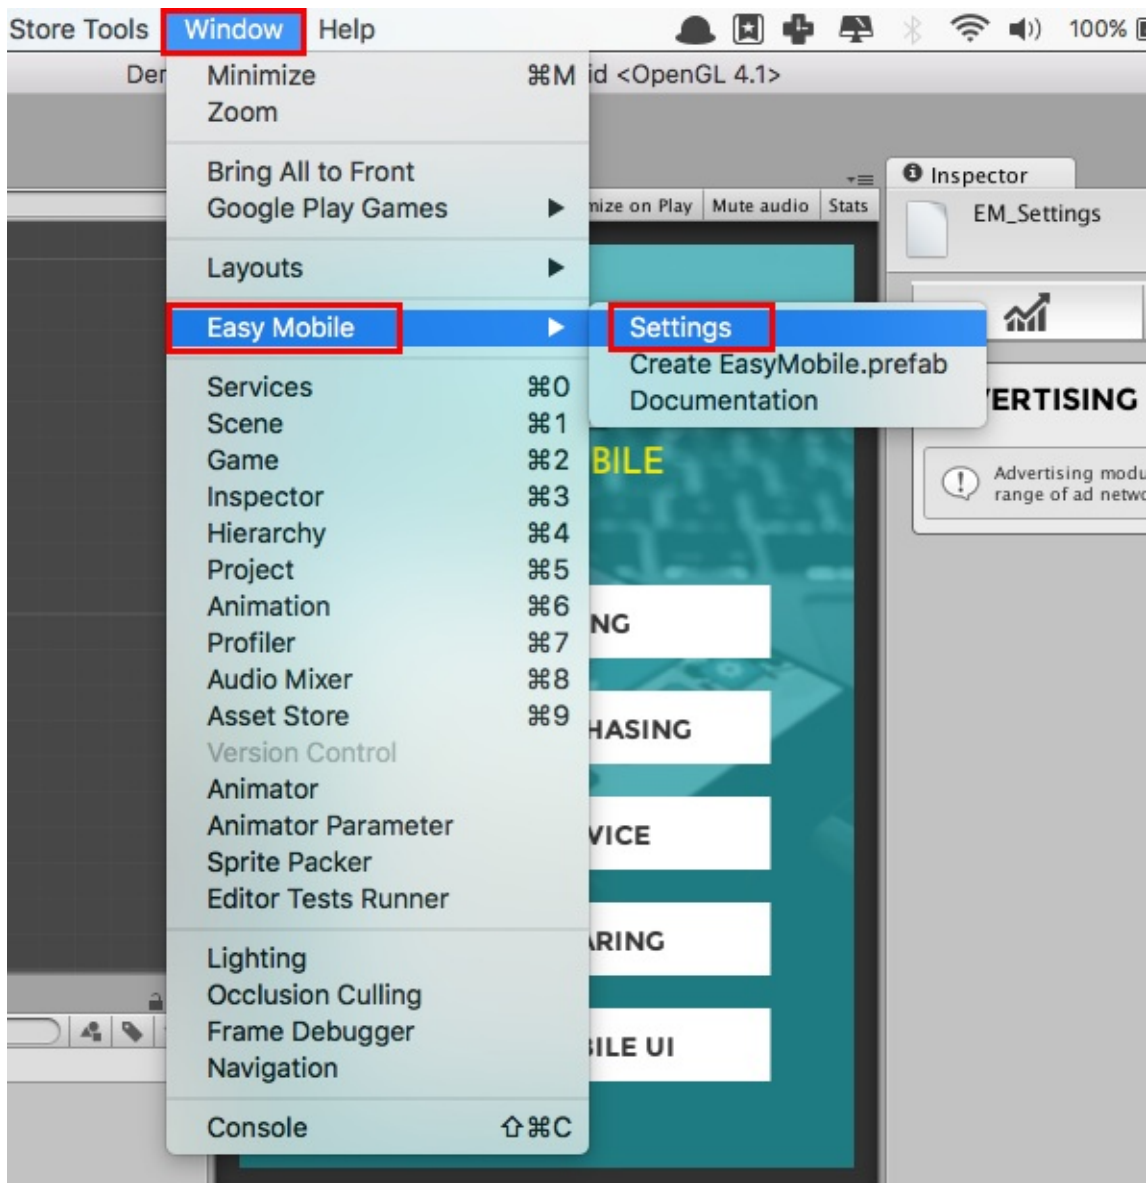 Store Tools Window Help 100%
id <OpenGL 4.1>
Minimize ⌘M
Zoom
Bring All to Front
Google Play Games
Layouts
Easy Mobile
Services ⌘0
Scene ⌘1
Game ⌘2
Inspector ⌘3
Hierarchy ⌘4
Project ⌘5
Animation ⌘6
Profiler ⌘7
Audio Mixer ⌘8
Asset Store ⌘9
Version Control
Animator
Animator Parameter
Sprite Packer
Editor Tests Runner
Lighting
Occlusion Culling
Frame Debugger
Navigation
Console ⇧⌘C
Settings
Create EasyMobile.prefab
Documentation
mize on Play Mute audio Stats
BILE
NG
HASING
VICE
ARING
BILE UI
Inspector
EM_Settings
VERTISING
Advertising modu
range of ad netwo